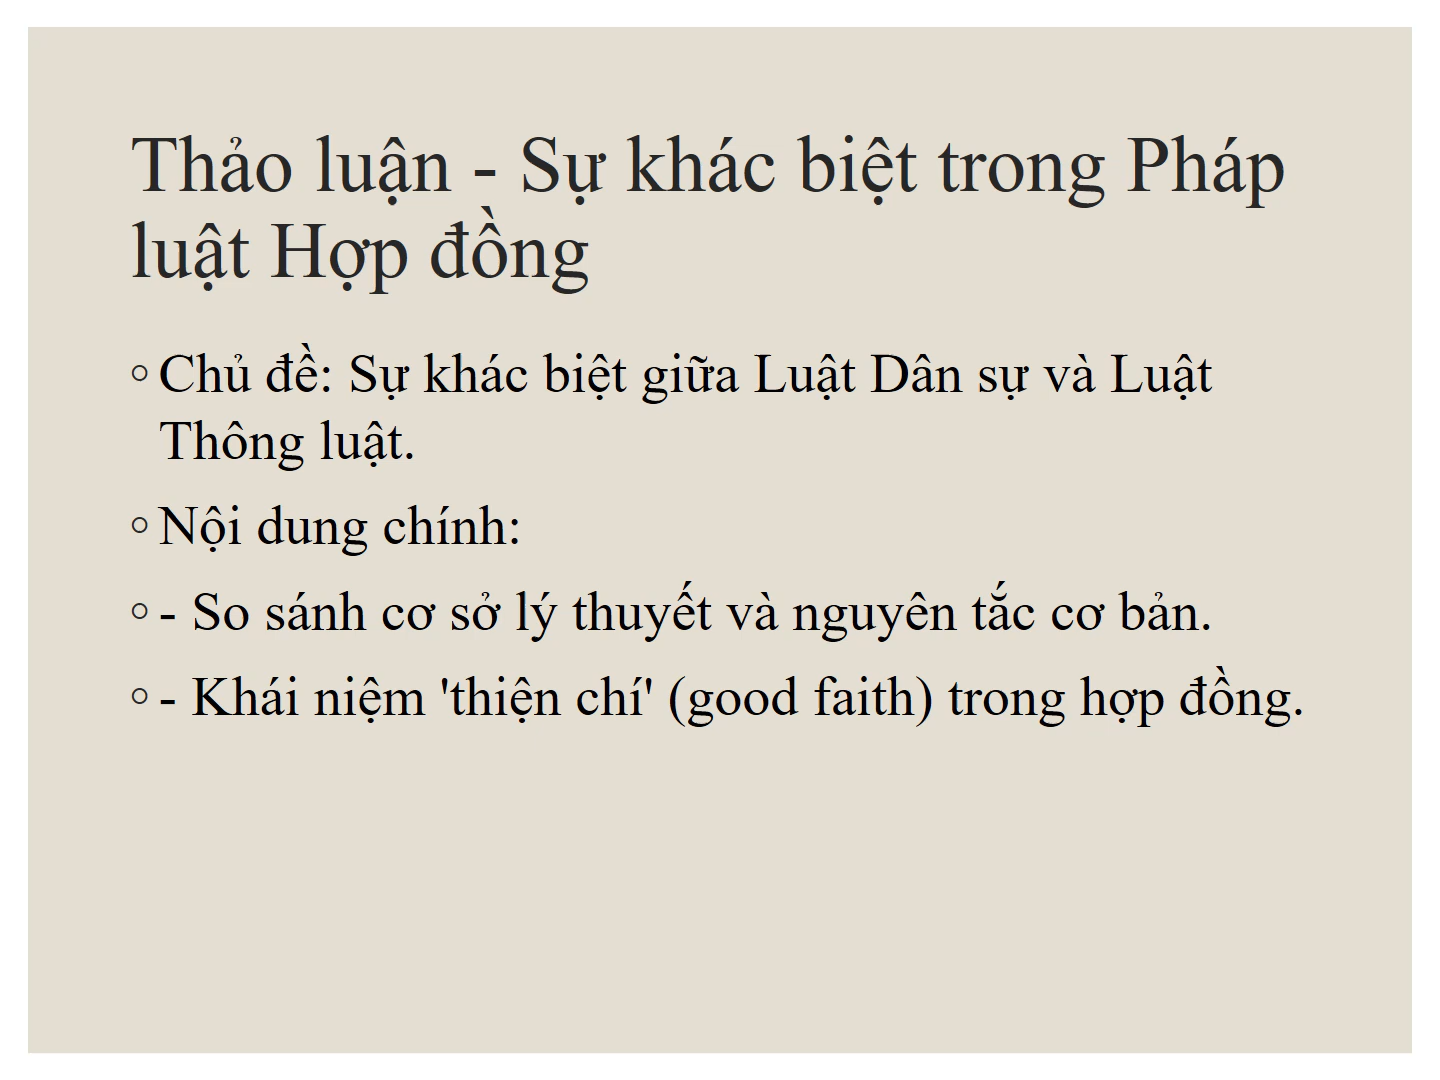 Thảo luận - Sự khác biệt trong Pháp
luật Hợp đồng
◦ Chủ đề: Sự khác biệt giữa Luật Dân sự và Luật
Thông luật.
◦ Nội dung chính:
◦ - So sánh cơ sở lý thuyết và nguyên tắc cơ bản.
◦ - Khái niệm 'thiện chí' (good faith) trong hợp đồng.